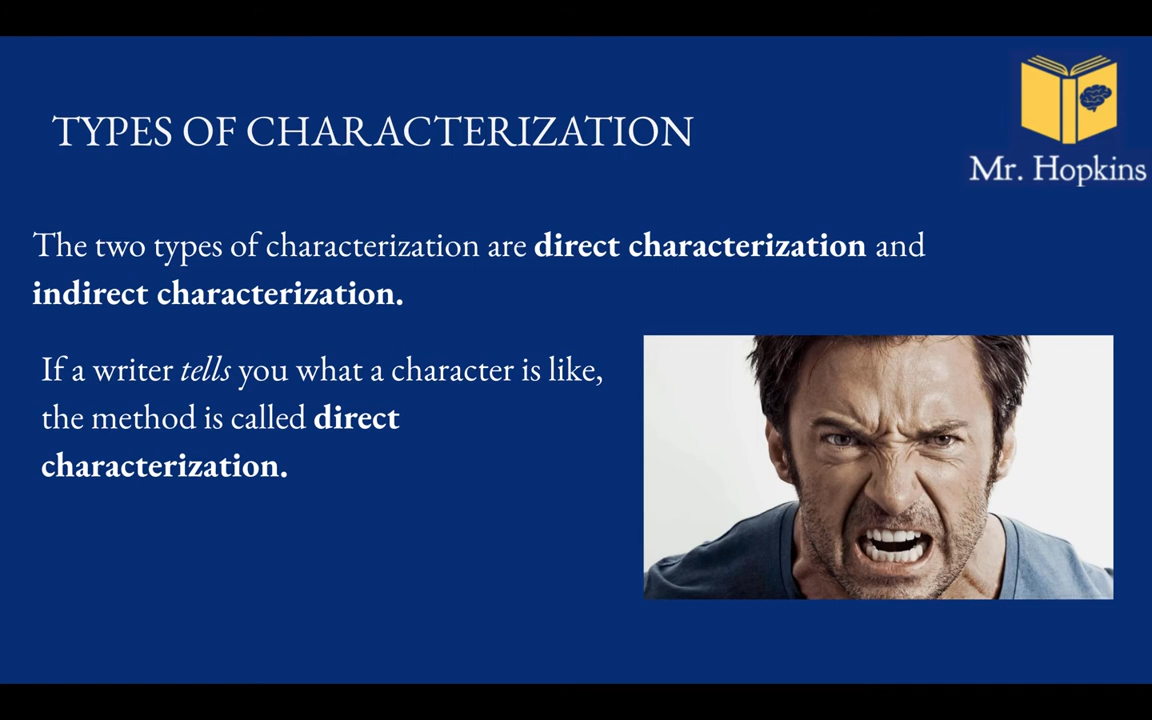 TYPES OF CHARACTERIZATION
Mr. Hopkins
The two types of characterization are direct characterization and
indirect characterization.
If a writer tells you what a character is like,
the method is called direct
characterization.